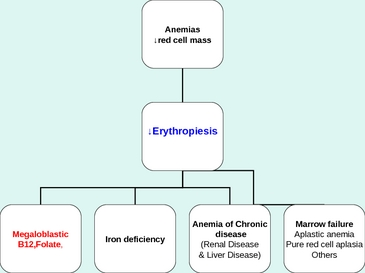 Anemias
↓red cell mass
↓Erythropiesis
Megaloblastic
B12,Folate.
Iron deficiency
Anemia of Chronic
disease
(Renal Disease
& Liver Disease)
Marrow failure
Aplastic anemia
Pure red cell aplasia
Others